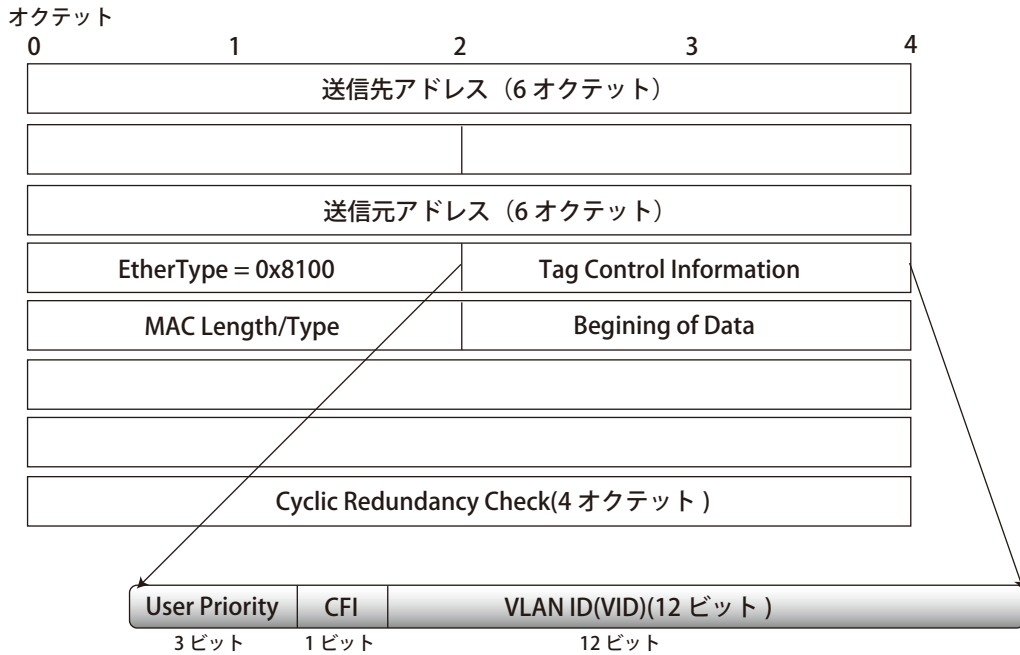 オクテット
0 1 2 3 4
送信先アドレス（6 オクテット）
送信元アドレス（6 オクテット）
EtherType = 0x8100 Tag Control Information
MAC Length/Type Begining of Data
Cyclic Redundancy Check(4 オクテット )
User Priority CFI VLAN ID(VID)(12 ビット )
3 ビット 1 ビット 12 ビット